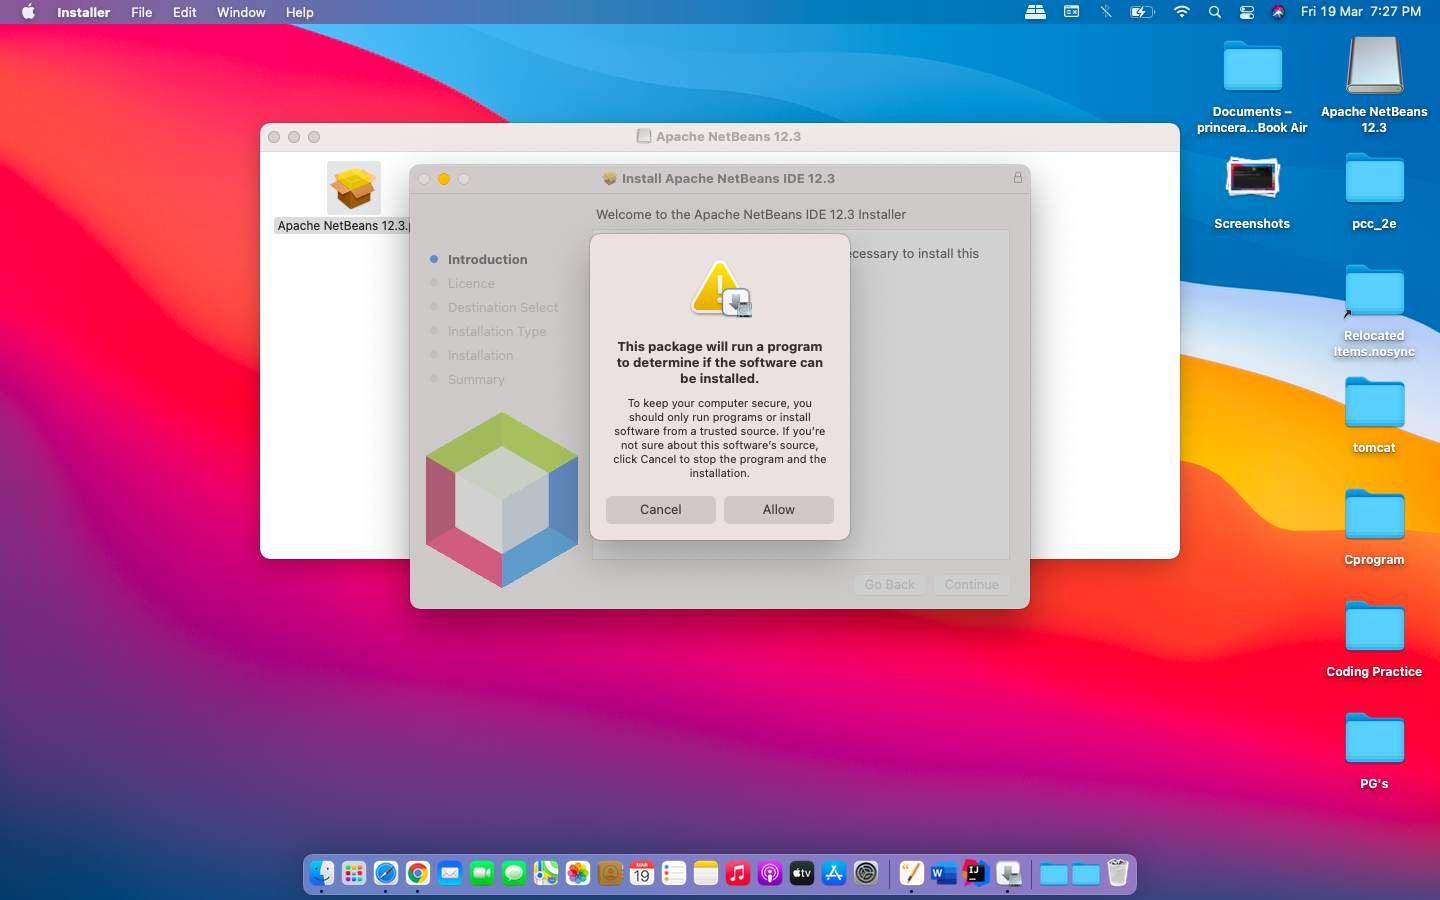 Installer File Edit Window Help
Fri 19 Mar 7:27 PM
Documents –
princera...Book Air
Apache NetBeans
12.3
Screenshots
pcc_2e
Relocated
Items.nosync
tomcat
Cprogram
Coding Practice
PG's
Apache NetBeans 12.3
Apache NetBeans 12.3.p
Install Apache NetBeans IDE 12.3
Welcome to the Apache NetBeans IDE 12.3 Installer
Introduction
Licence
Destination Select
Installation Type
Installation
Summary
ecessary to install this
This package will run a program
to determine if the software can
be installed.
To keep your computer secure, you
should only run programs or install
software from a trusted source. If you’re
not sure about this software’s source,
click Cancel to stop the program and the
installation.
Cancel
Allow
Go Back
Continue
MAR
19
tv
W
IJ